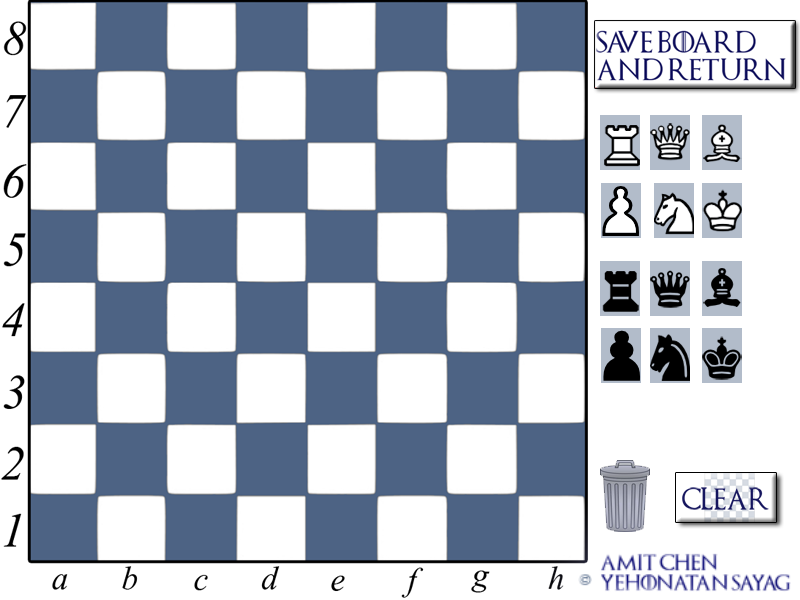 8
7
6
5
4
3
2
1
a b c d e f g h
SAVE BOARD
AND RETURN
CLEAR
© AMIT CHEN
YEHONATAN SAYAG